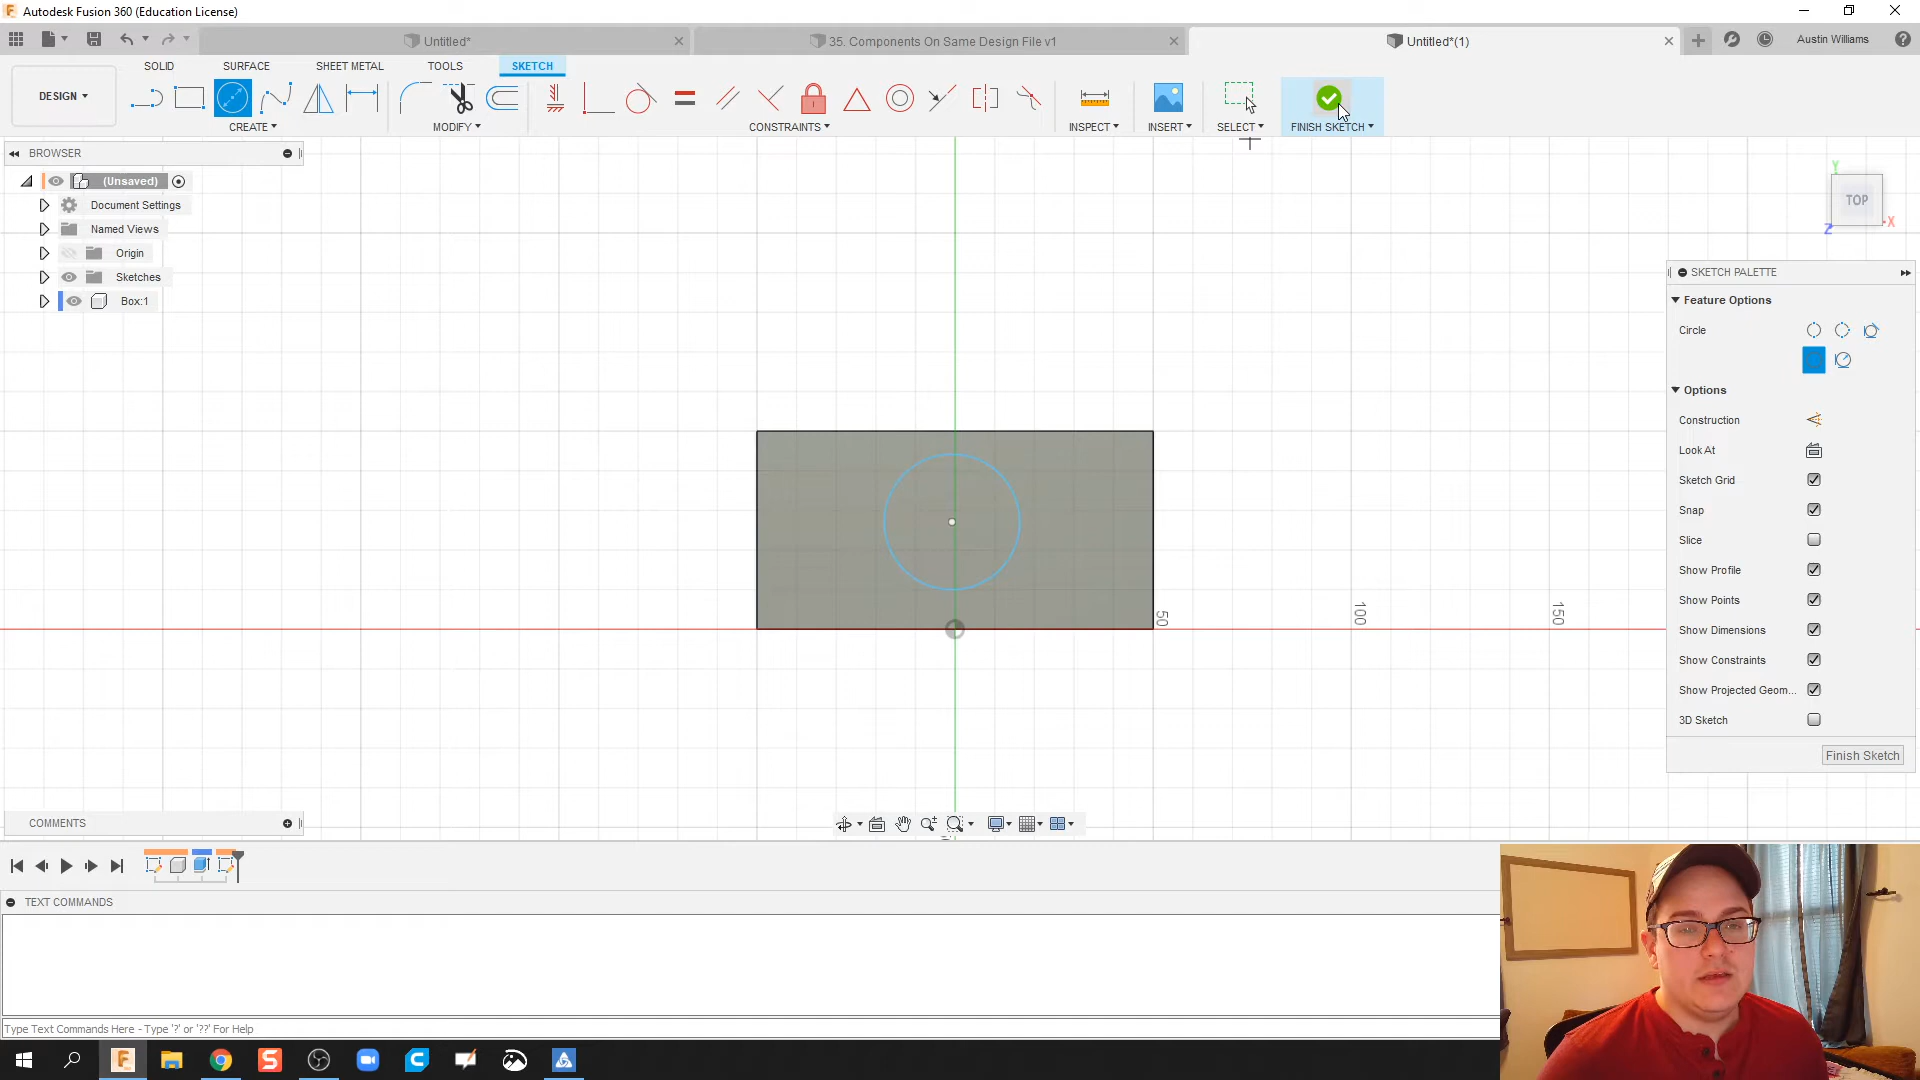 Autodesk Fusion 360 (Education License)
Untitled*
35. Components On Same Design File v1
Untitled*(1)
Austin Williams
SOLID
SURFACE
SHEET METAL
TOOLS
SKETCH
DESIGN
CREATE
MODIFY
CONSTRAINTS
INSPECT
INSERT
SELECT
FINISH SKETCH
BROWSER
(Unsaved)
Document Settings
Named Views
Origin
Sketches
Box:1
Y
TOP
X
Z
50
100
150
SKETCH PALETTE
Feature Options
Circle
Options
Construction
Look At
Sketch Grid
Snap
Slice
Show Profile
Show Points
Show Dimensions
Show Constraints
Show Projected Geom...
3D Sketch
Finish Sketch
COMMENTS
TEXT COMMANDS
Type Text Commands Here - Type '?' or '??' For Help